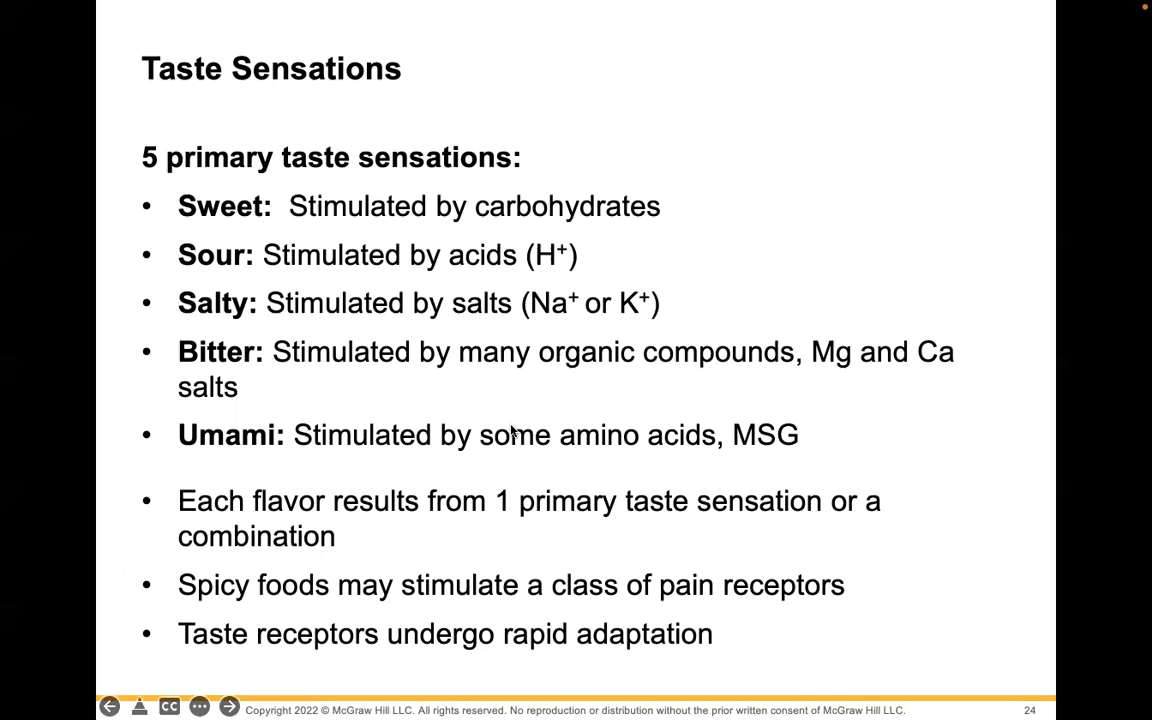 Taste Sensations
5 primary taste sensations:
• Sweet:  Stimulated by carbohydrates
• Sour: Stimulated by acids (H⁺)
• Salty: Stimulated by salts (Na⁺ or K⁺)
• Bitter: Stimulated by many organic compounds, Mg and Ca
salts
• Umami: Stimulated by some amino acids, MSG
• Each flavor results from 1 primary taste sensation or a
combination
• Spicy foods may stimulate a class of pain receptors
• Taste receptors undergo rapid adaptation
CC
Copyright 2022 © McGraw Hill LLC. All rights reserved. No reproduction or distribution without the prior written consent of McGraw Hill LLC.
24